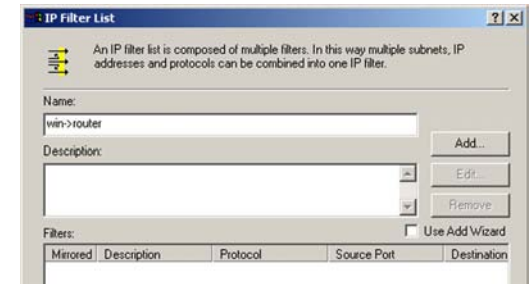 IP Filter List
An IP filter list is composed of multiple filters. In this way multiple subnets, IP
addresses and protocols can be combined into one IP filter.
Name:
win->router
Add...
Description:
Edit...
Remove
Filters:
Use Add Wizard
Mirrored Description Protocol Source Port Destination